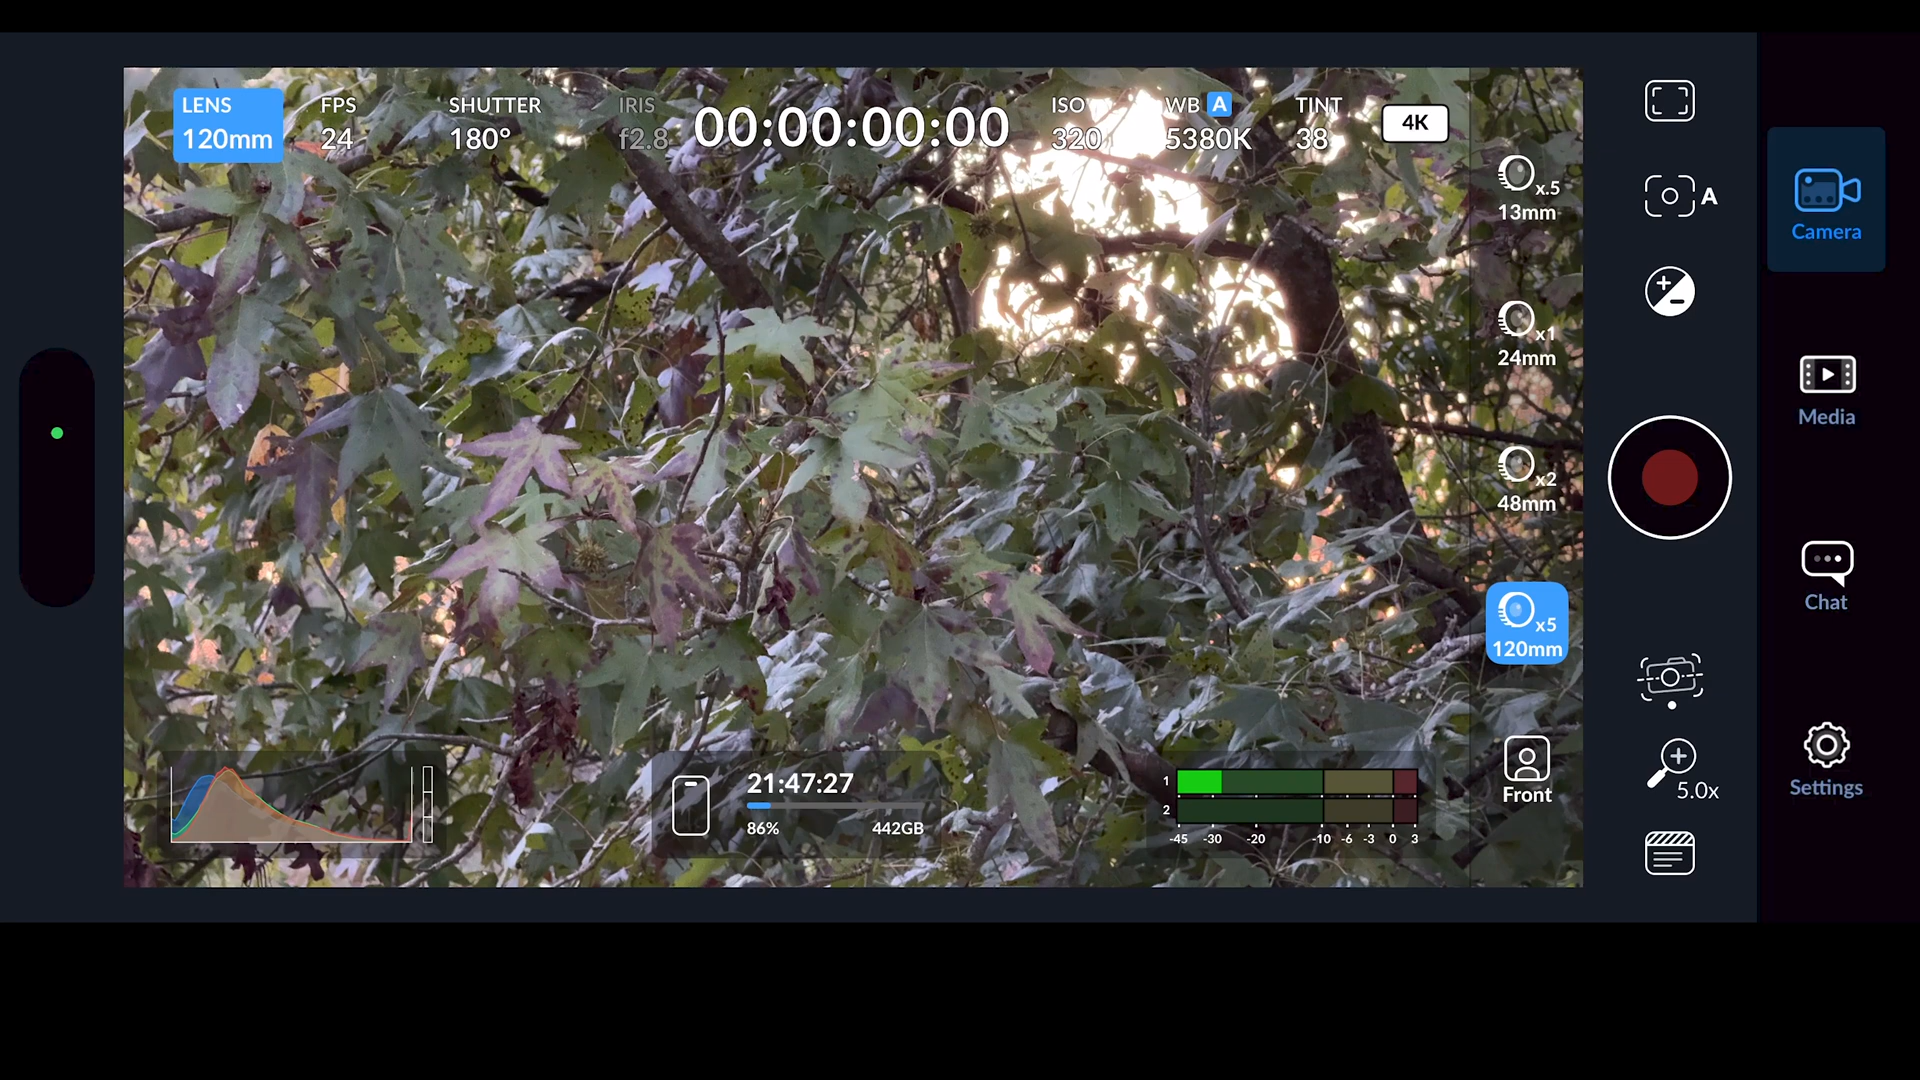 LENS
120mm
FPS
24
SHUTTER
180°
IRIS
f2.8
00:00:00:00
ISO
320
WB A
5380K
TINT
38
4K
x.5
13mm
x1
24mm
x2
48mm
x5
120mm
Front
A
5.0x
Camera
Media
Chat
Settings
21:47:27
86% 442GB
1
2
-45 -30 -20 -10 -6 -3 0 3